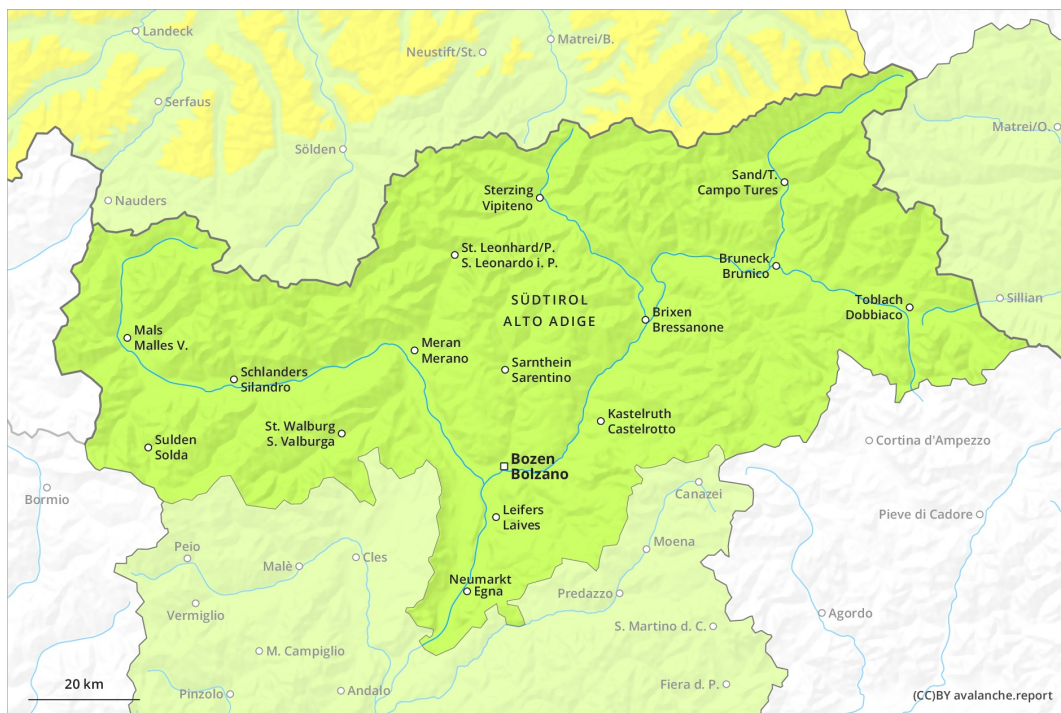 Landeck
Matrei/B.
Neustift/St.
Serfaus
Matrei/O.
Sölden
Sand/T.
Campo Tures
Nauders
Sterzing
Vipiteno
St. Leonhard/P.
S. Leonardo i. P.
Bruneck
Brunico
SÜDTIROL
ALTO ADIGE
Toblach
Dobbiaco
Sillian
Brixen
Bressanone
Mals
Malles V.
Meran
Merano
Sarnthein
Sarentino
Schlanders
Silandro
Kastelruth
Castelrotto
St. Walburg
S. Valburga
Sulden
Solda
Cortina d'Ampezzo
Bozen
Bolzano
Bormio
Canazei
Leifers
Laives
Pieve di Cadore
Moena
Peio
Cles
Malè
Neumarkt
Egna
Predazzo
Vermiglio
Agordo
S. Martino d. C.
M. Campiglio
20 km
Pinzolo
Andalo
Fiera d. P.
(CC)BY avalanche.report